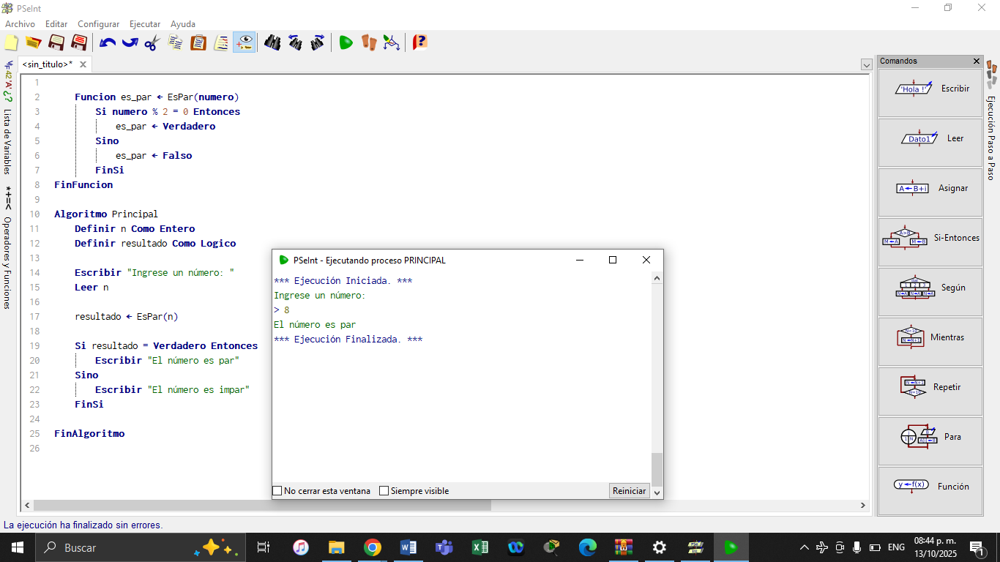 PSeInt
Archivo Editar Configurar Ejecutar Ayuda
<sin_titulo>* X
Lista de Variables
*+=< Operadores y Funciones
1
2 Funcion es_par ← EsPar(numero)
3 Si numero % 2 = 0 Entonces
4 es_par ← Verdadero
5 Sino
6 es_par ← Falso
7 FinSi
8 FinFuncion
9
10 Algoritmo Principal
11 Definir n Como Entero
12 Definir resultado Como Logico
13
14 Escribir "Ingrese un número: "
15 Leer n
16
17 resultado ← EsPar(n)
18
19 Si resultado = Verdadero Entonces
20 Escribir "El número es par"
21 Sino
22 Escribir "El número es impar"
23 FinSi
24
25 FinAlgoritmo
26
PSeInt - Ejecutando proceso PRINCIPAL
*** Ejecución Iniciada. ***
Ingrese un número:
> 8
El número es par
*** Ejecución Finalizada. ***
No cerrar esta ventana Siempre visible Reiniciar
Comandos
'Hola !' Escribir
Dato1 Leer
A←B+i Asignar
A>B M←A M←B Si-Entonces
Según
Mientras
Repetir
Para
y←f(x) Función
Ejecución Paso a Paso
La ejecución ha finalizado sin errores.
Buscar
ENG
08:44 p. m.
13/10/2025
1